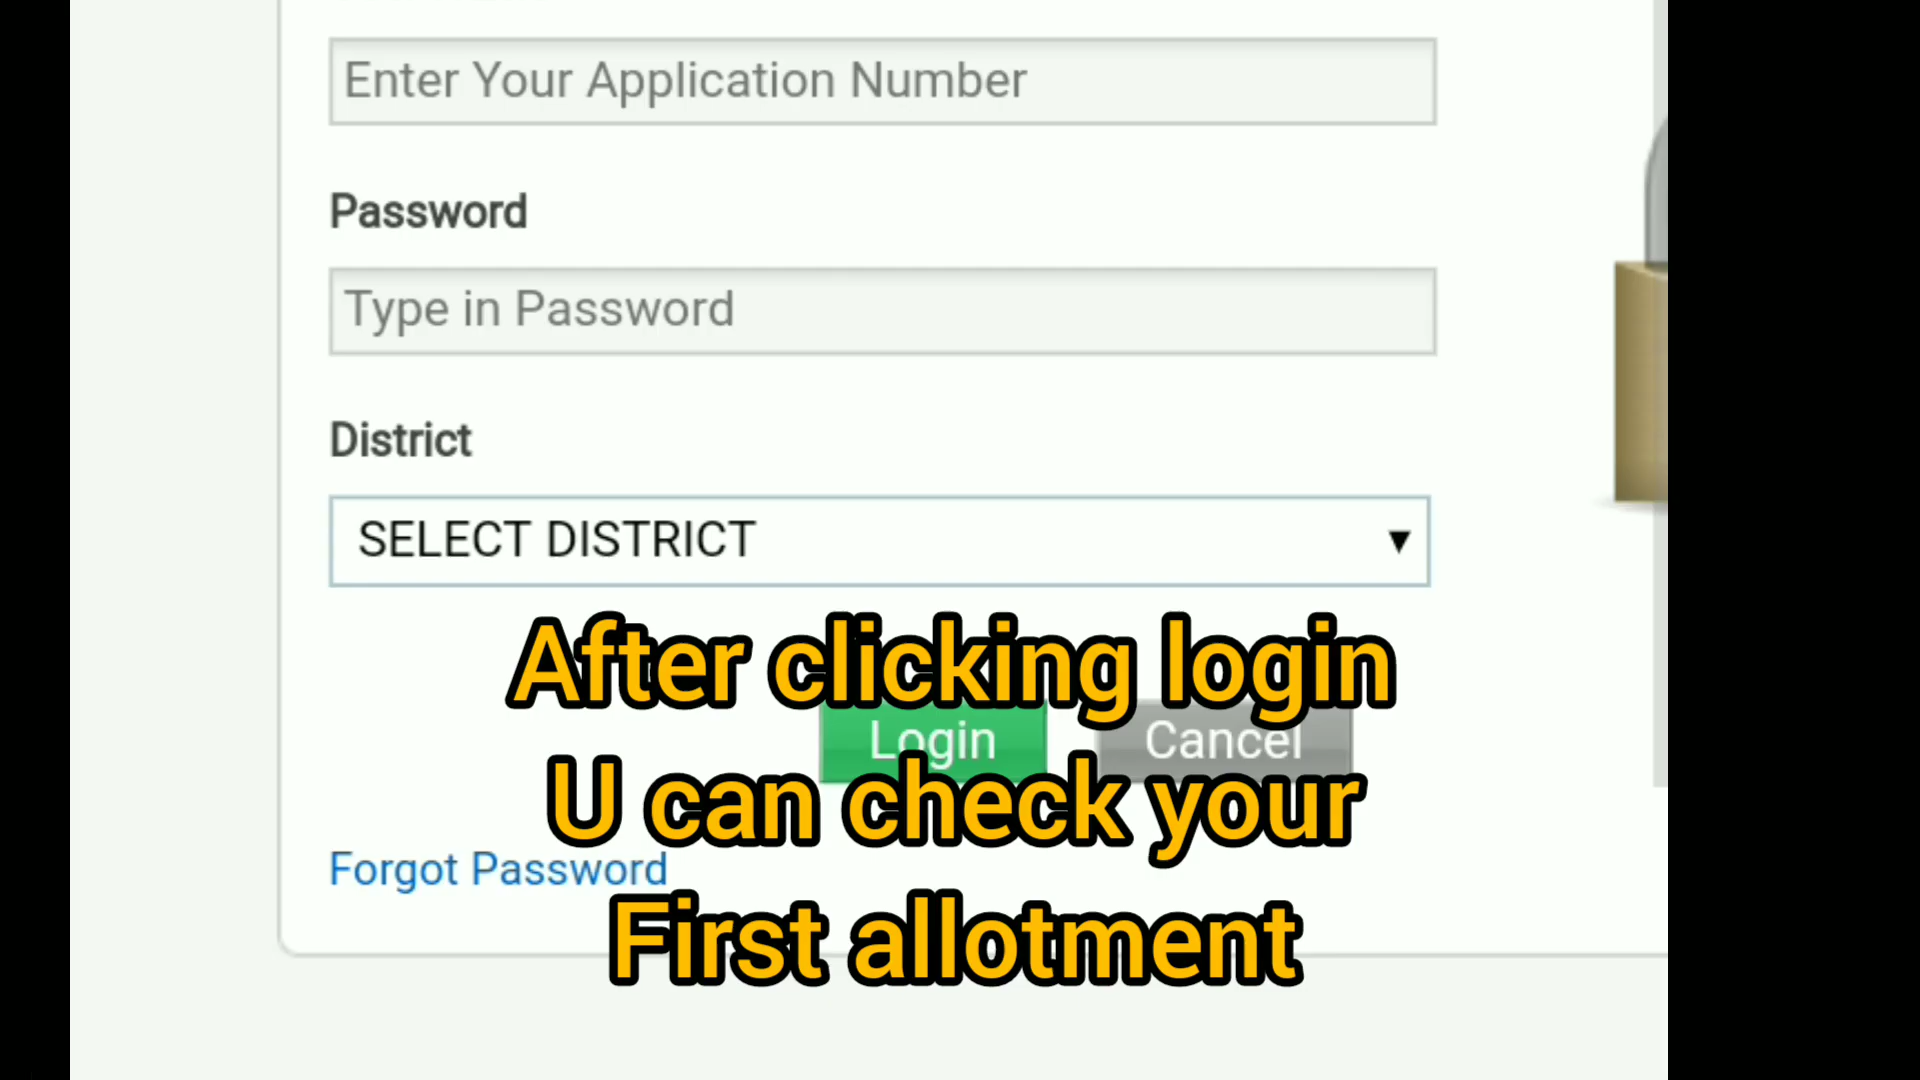 Enter Your Application Number
Password
Type in Password
District
SELECT DISTRICT
After clicking login
Login Cancel
U can check your
Forgot Password
First allotment